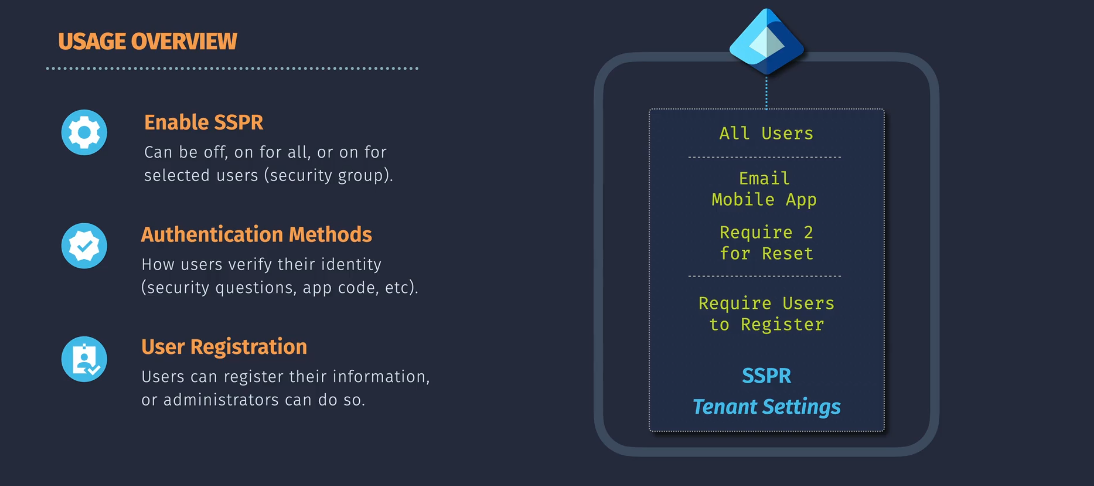 USAGE OVERVIEW
Enable SSPR
Can be off, on for all, or on for
selected users (security group).
Authentication Methods
How users verify their identity
(security questions, app code, etc).
User Registration
Users can register their information,
or administrators can do so.
All Users
Email
Mobile App
Require 2
for Reset
Require Users
to Register
SSPR
Tenant Settings